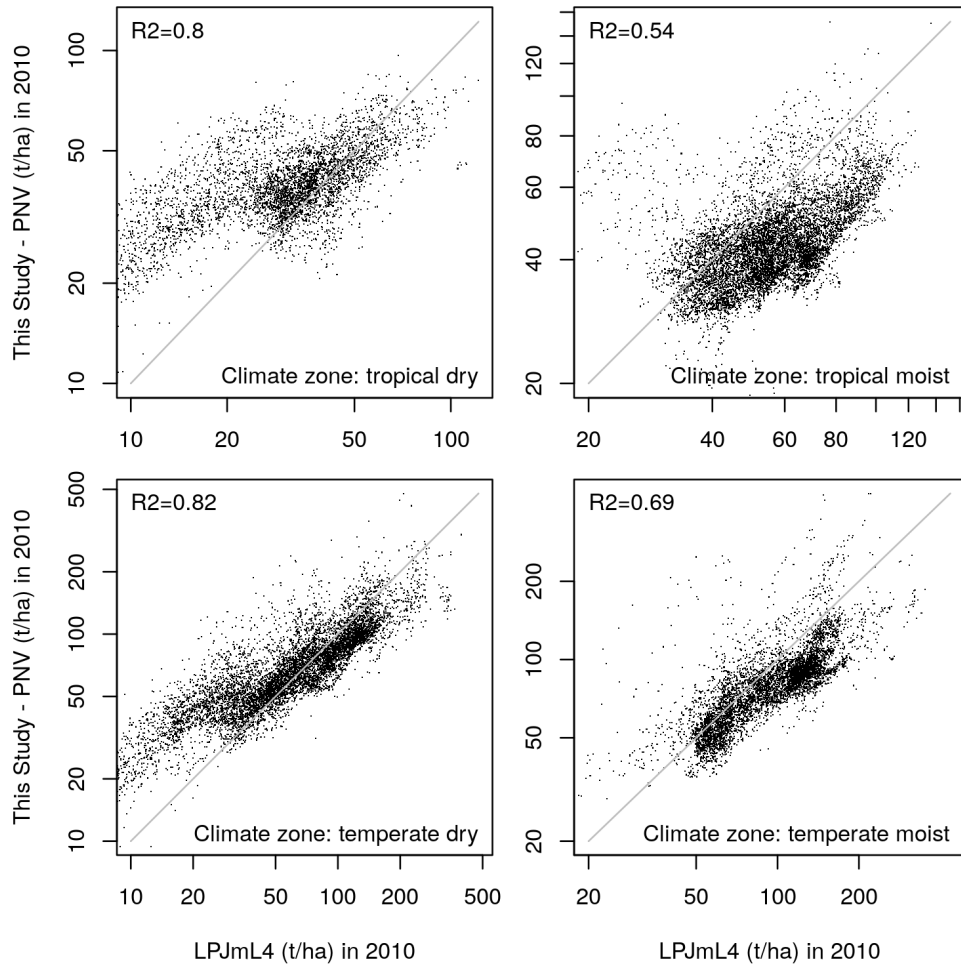 R2=0.8
100
50
20
10
This Study - PNV (t/ha) in 2010
Climate zone: tropical dry
10 20 50 100
R2=0.54
120
80
60
40
20
Climate zone: tropical moist
20 40 60 80 120
R2=0.82
500
200
100
50
20
10
This Study - PNV (t/ha) in 2010
Climate zone: temperate dry
10 20 50 100 200 500
LPJmL4 (t/ha) in 2010
R2=0.69
200
100
50
20
Climate zone: temperate moist
20 50 100 200
LPJmL4 (t/ha) in 2010